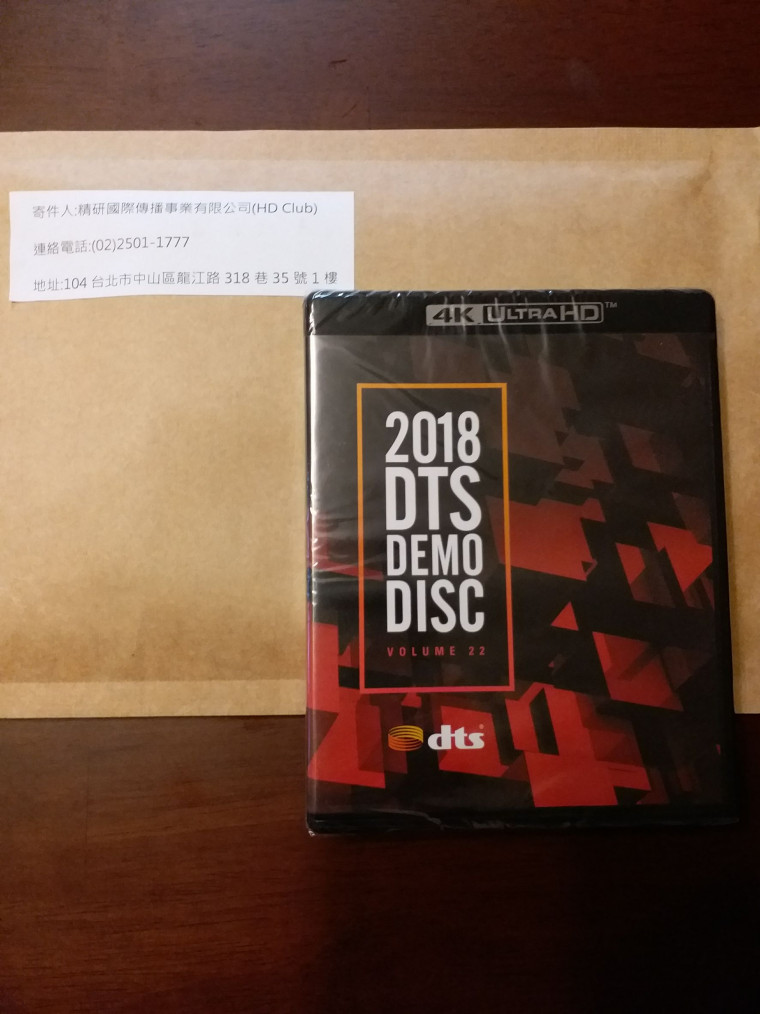 寄件人:精研國際傳播事業有限公司(HD Club)
連絡電話:(02)2501-1777
地址:104 台北市中山區龍江路 318 巷 35 號 1 樓
4K ULTRA HD™
2018
DTS
DEMO
DISC
VOLUME 22
dts®